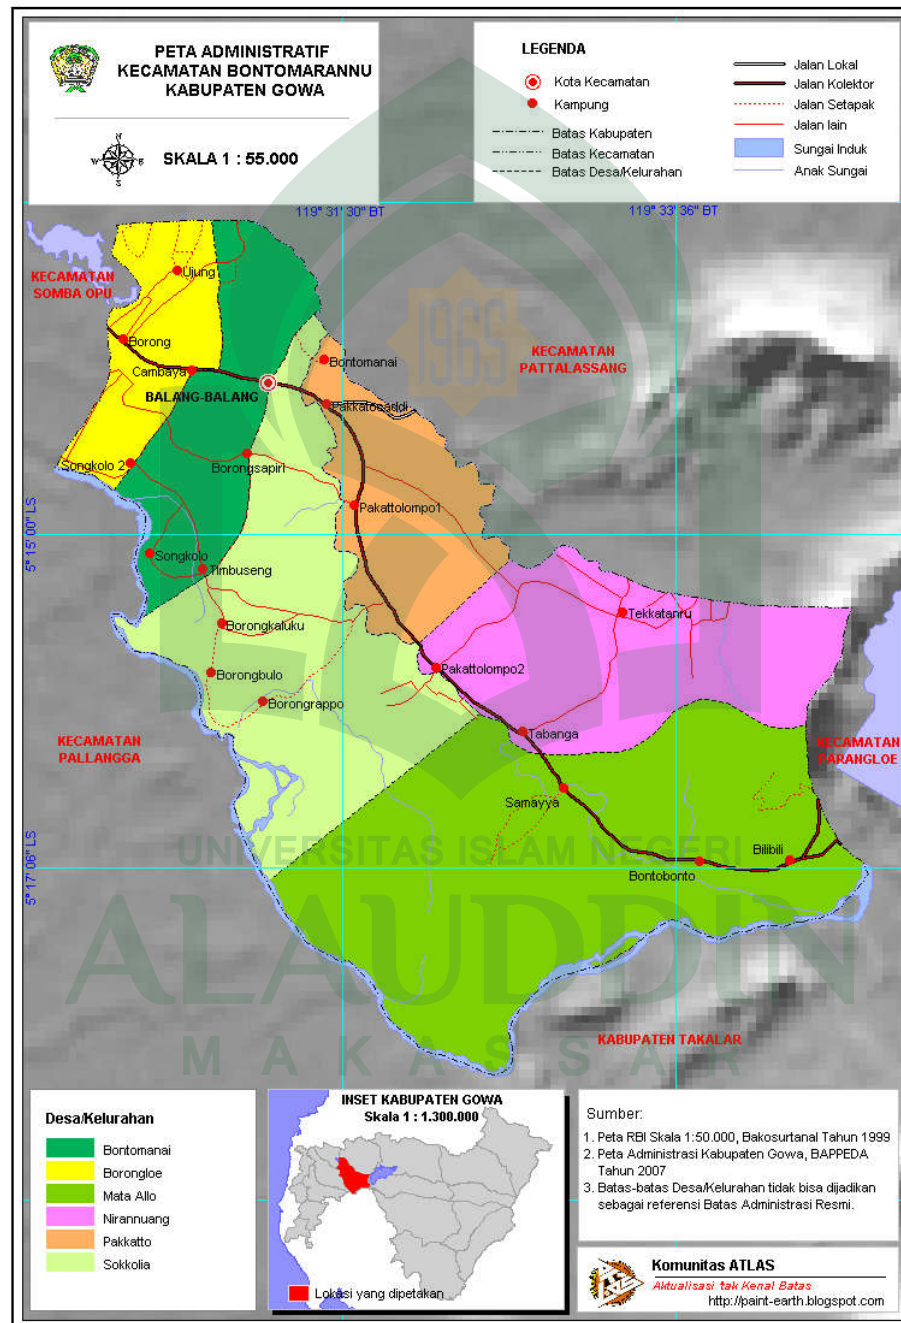 PETA ADMINISTRATIF
KECAMATAN BONTOMARANNU
KABUPATEN GOWA
SKALA 1 : 55.000
N
W
E
S
LEGENDA
Kota Kecamatan
Kampung
Batas Kabupaten
Batas Kecamatan
Batas Desa/Kelurahan
Jalan Lokal
Jalan Kolektor
Jalan Setapak
Jalan lain
Sungai Induk
Anak Sungai
119° 31' 30" BT
119° 33' 36" BT
KECAMATAN
SOMBA OPU
Ujung
Borong
Cambaya
BALANG-BALANG
Bontomanai
KECAMATAN
PATTALASSANG
1965
Songkolo 2
Borongsapiri
Pakattolompo1
5° 15' 00" LS
Songkolo
Timbuseng
Borongkaluku
Tekkatanru
Borongbulo
Pakattolompo2
Borongrappo
KECAMATAN
PALLANGGA
Tabanga
KECAMATAN
PARANGLOE
Samayya
5° 17' 06" LS
Bontobonto
Bilibili
UNIVERSITAS ISLAM NEGERI
ALAUDDIN
MAKASSAR
KABUPATEN TAKALAR
Desa/Kelurahan
Bontomanai
Borongloe
Mata Allo
Nirannuang
Pakkatto
Sokkolia
INSET KABUPATEN GOWA
Skala 1 : 1.300.000
Lokasi yang dipetakan
Sumber:
1. Peta RBI Skala 1:50.000, Bakosurtanal Tahun 1999
2. Peta Administrasi Kabupaten Gowa, BAPPEDA
Tahun 2007
3. Batas-batas Desa/Kelurahan tidak bisa dijadikan
sebagai referensi Batas Administrasi Resmi.
Komunitas ATLAS
Aktualisasi tak Kenal Batas
http://paint-earth.blogspot.com